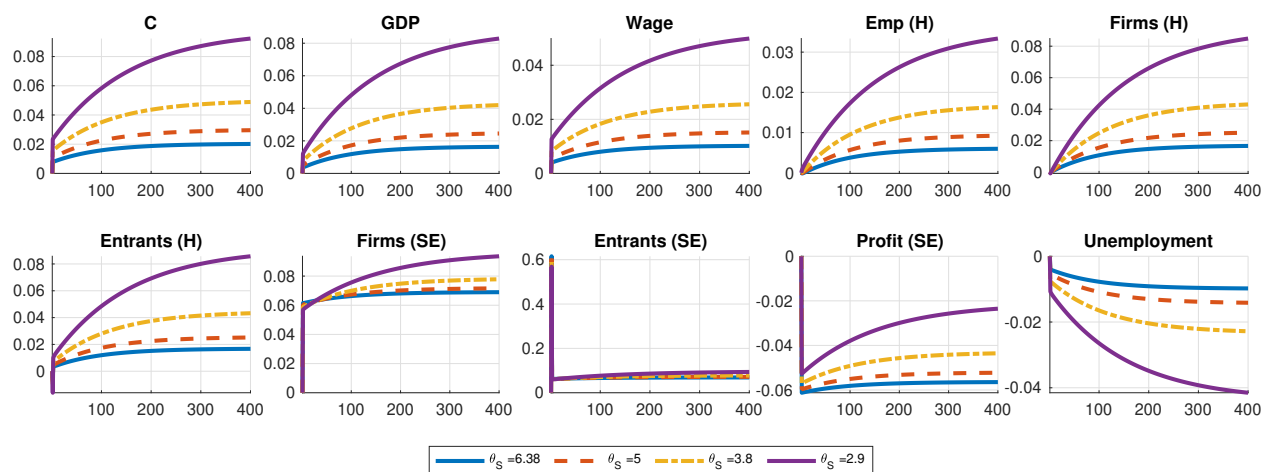 C GDP Wage Emp (H) Firms (H)
0.08 0.06 0.04 0.02 0
100 200 300 400
0.08 0.06 0.04 0.02 0
100 200 300 400
0.04 0.02 0
100 200 300 400
0.03 0.02 0.01 0
100 200 300 400
0.08 0.06 0.04 0.02 0
100 200 300 400
Entrants (H) Firms (SE) Entrants (SE) Profit (SE) Unemployment
0.08 0.06 0.04 0.02 0
100 200 300 400
0.08 0.06 0.04 0.02 0
100 200 300 400
0.6 0.4 0.2 0
100 200 300 400
0 -0.02 -0.04 -0.06
100 200 300 400
0 -0.02 -0.04
100 200 300 400
θ_S =6.38 θ_S =5 θ_S =3.8 θ_S =2.9